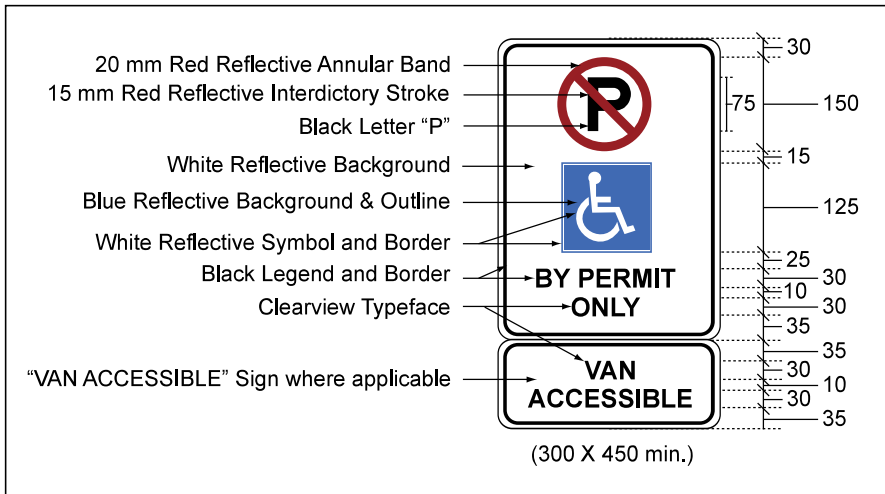 20 mm Red Reflective Annular Band
15 mm Red Reflective Interdictory Stroke
Black Letter “P”
White Reflective Background
Blue Reflective Background & Outline
White Reflective Symbol and Border
Black Legend and Border
Clearview Typeface
“VAN ACCESSIBLE” Sign where applicable
P
BY PERMIT
ONLY
VAN
ACCESSIBLE
(300 X 450 min.)
30
75
150
15
125
25
30
10
30
35
35
30
10
30
35